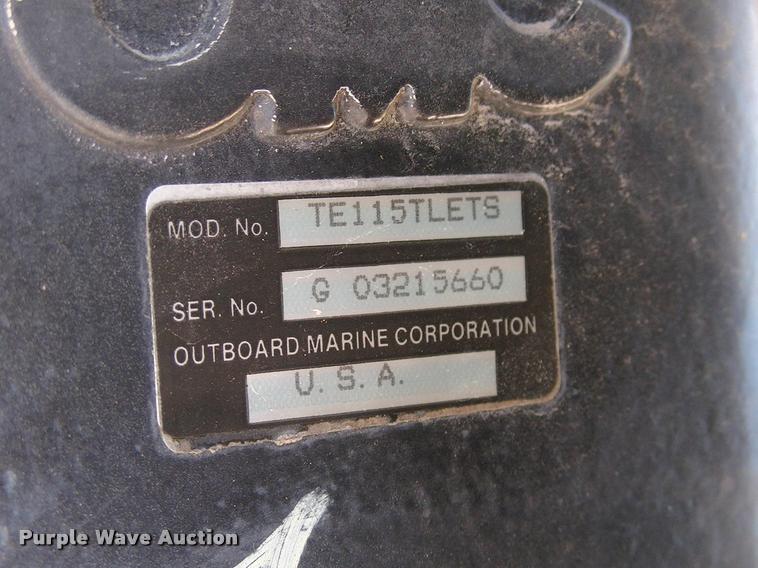 MOD. No. TE115TLETS
SER. No. G 03215660
OUTBOARD MARINE CORPORATION
U.S.A.
Purple Wave Auction